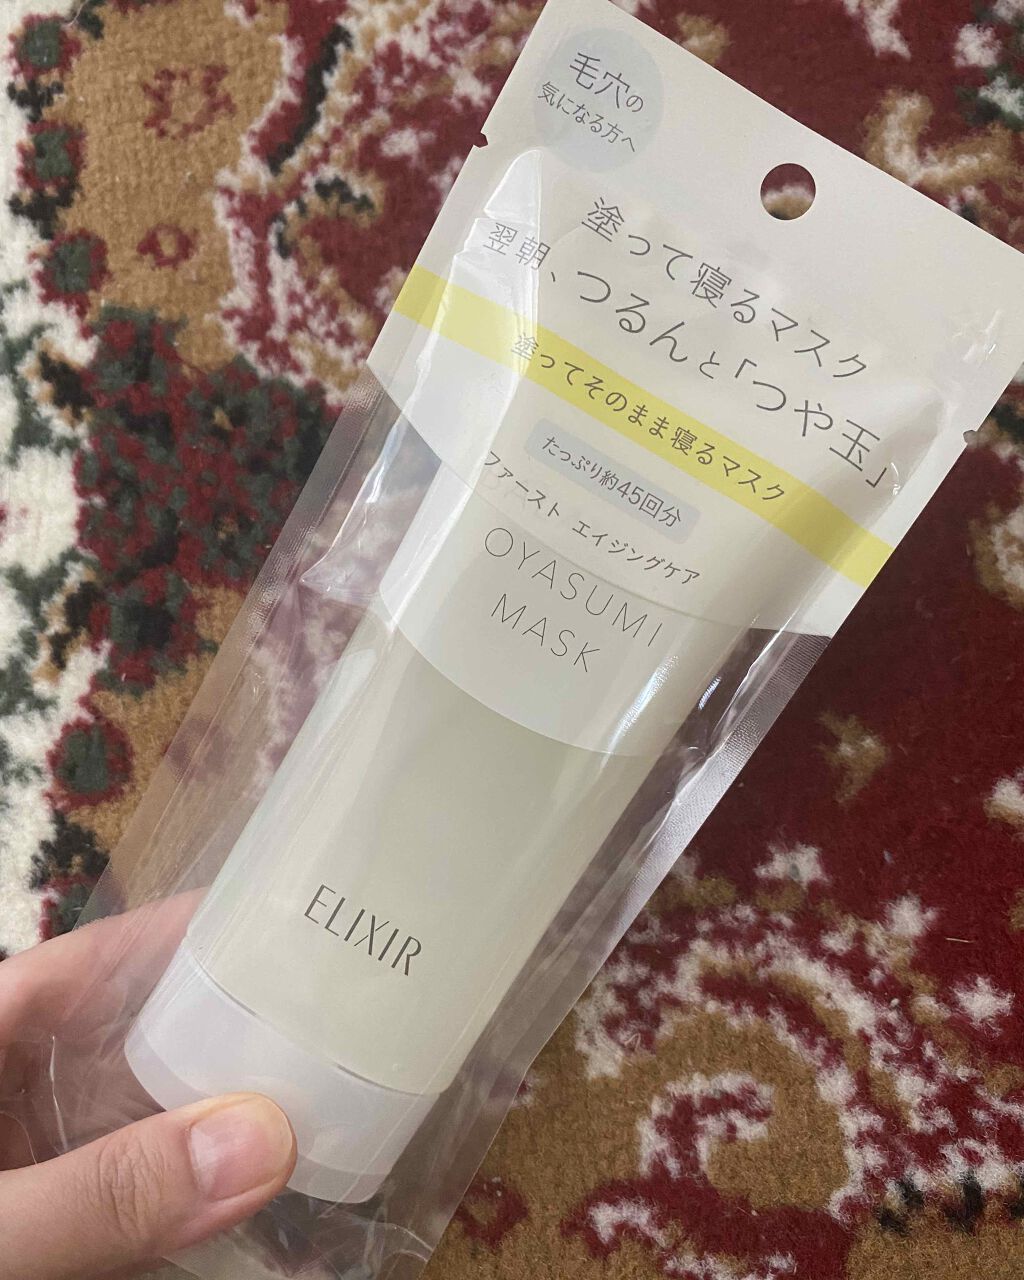 毛穴の
気になる方へ
塗って寝るマスク
翌朝、つるんと「つや玉」
塗ってそのまま寝るマスク
たっぷり約45回分
ファースト エイジングケア
OYASUMI
MASK
ELIXIR